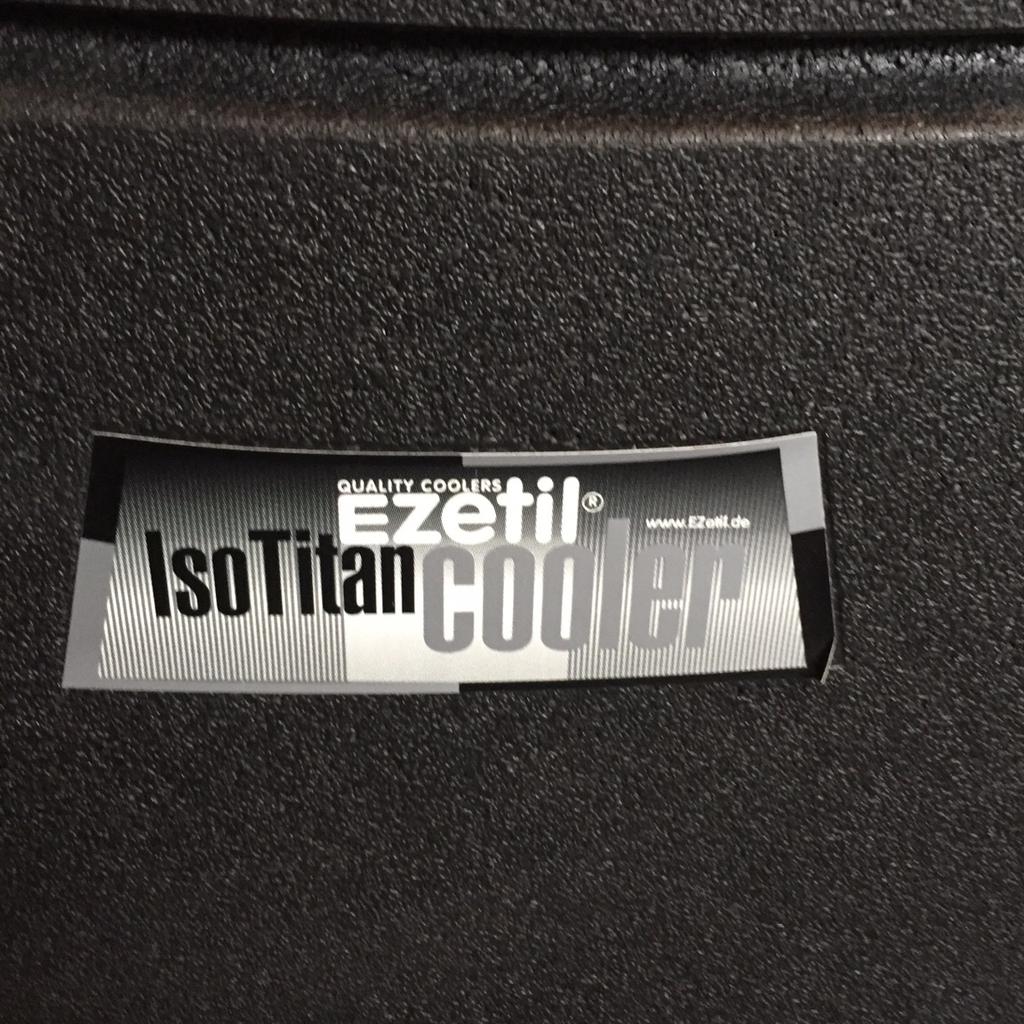 QUALITY COOLERS
EZetil®
www.EZetil.de
IsoTitan cooler